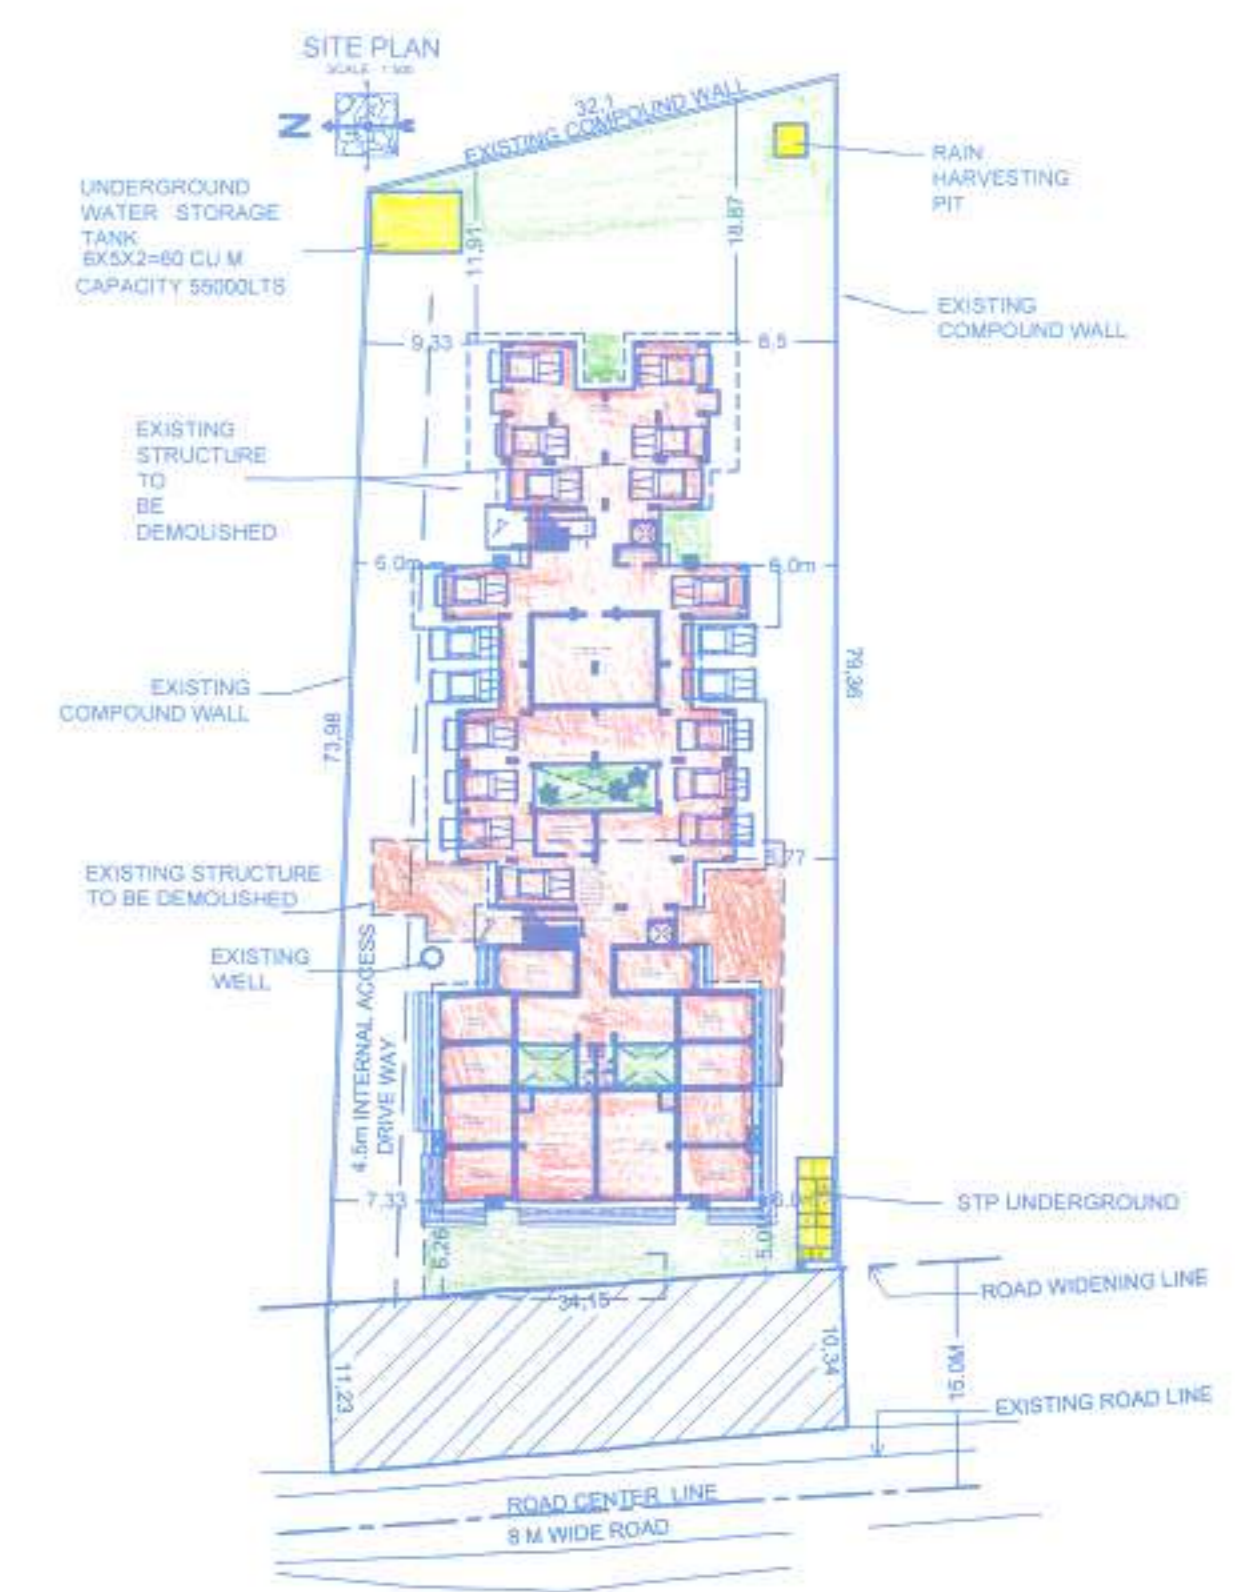 SITE PLAN
SCALE 1:500
N
32.1
EXISTING COMPOUND WALL
RAIN
HARVESTING
PIT
UNDERGROUND
WATER STORAGE
TANK
6X5X2=60 CU M
CAPACITY 55000LTS
11.91
18.87
EXISTING
COMPOUND WALL
9.33
6.5
EXISTING
STRUCTURE
TO
BE
DEMOLISHED
6.0m
6.0m
79.36
EXISTING
COMPOUND WALL
73.98
EXISTING STRUCTURE
TO BE DEMOLISHED
EXISTING
WELL
4.5m INTERNAL ACCESS
DRIVE WAY
7.33
STP UNDERGROUND
ROAD WIDENING LINE
34.15
11.23
10.34
15.0M
EXISTING ROAD LINE
ROAD CENTER LINE
8 M WIDE ROAD